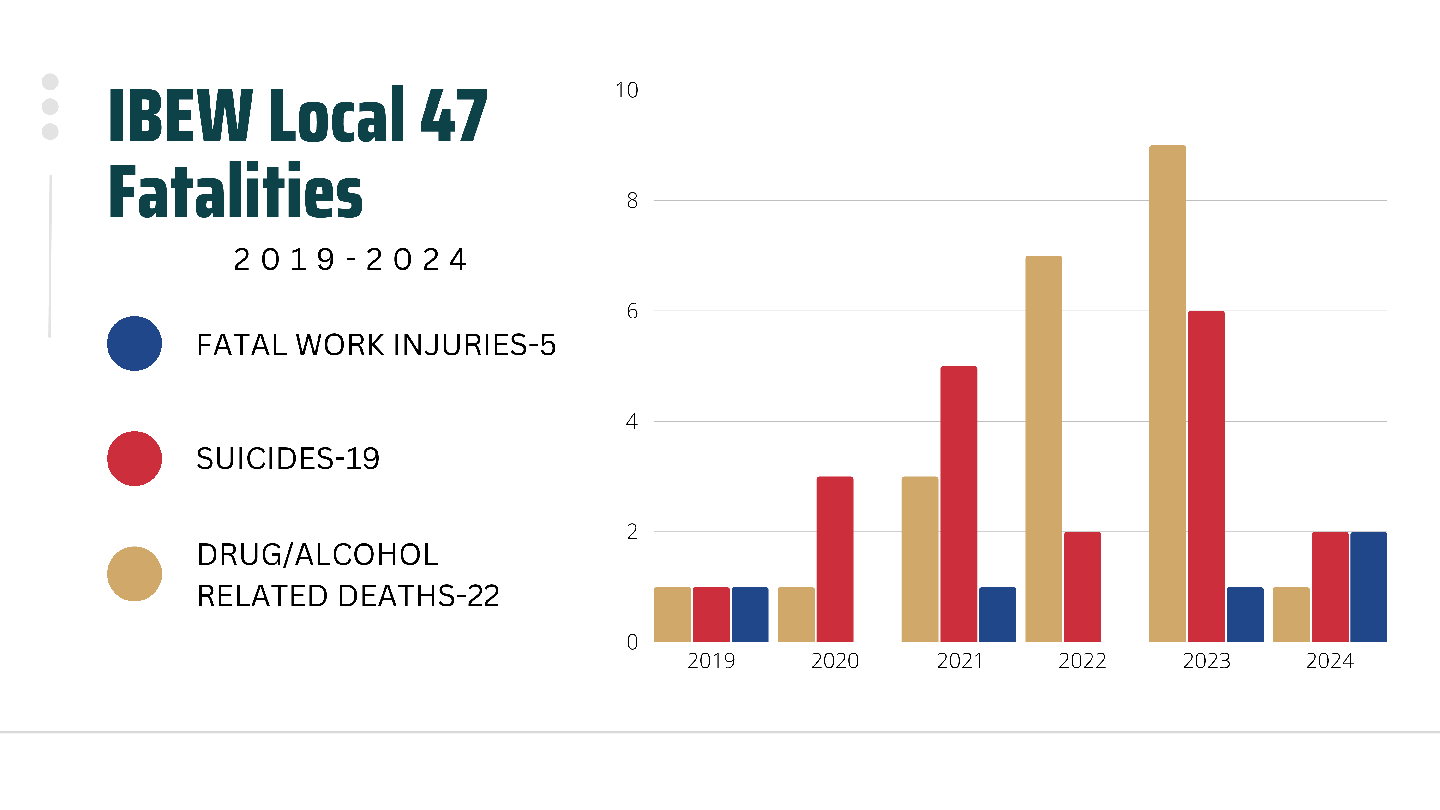 IBEW Local 47
Fatalities
2019-2024
FATAL WORK INJURIES-5
SUICIDES-19
DRUG/ALCOHOL
RELATED DEATHS-22
10
8
6
4
2
0
2019 2020 2021 2022 2023 2024